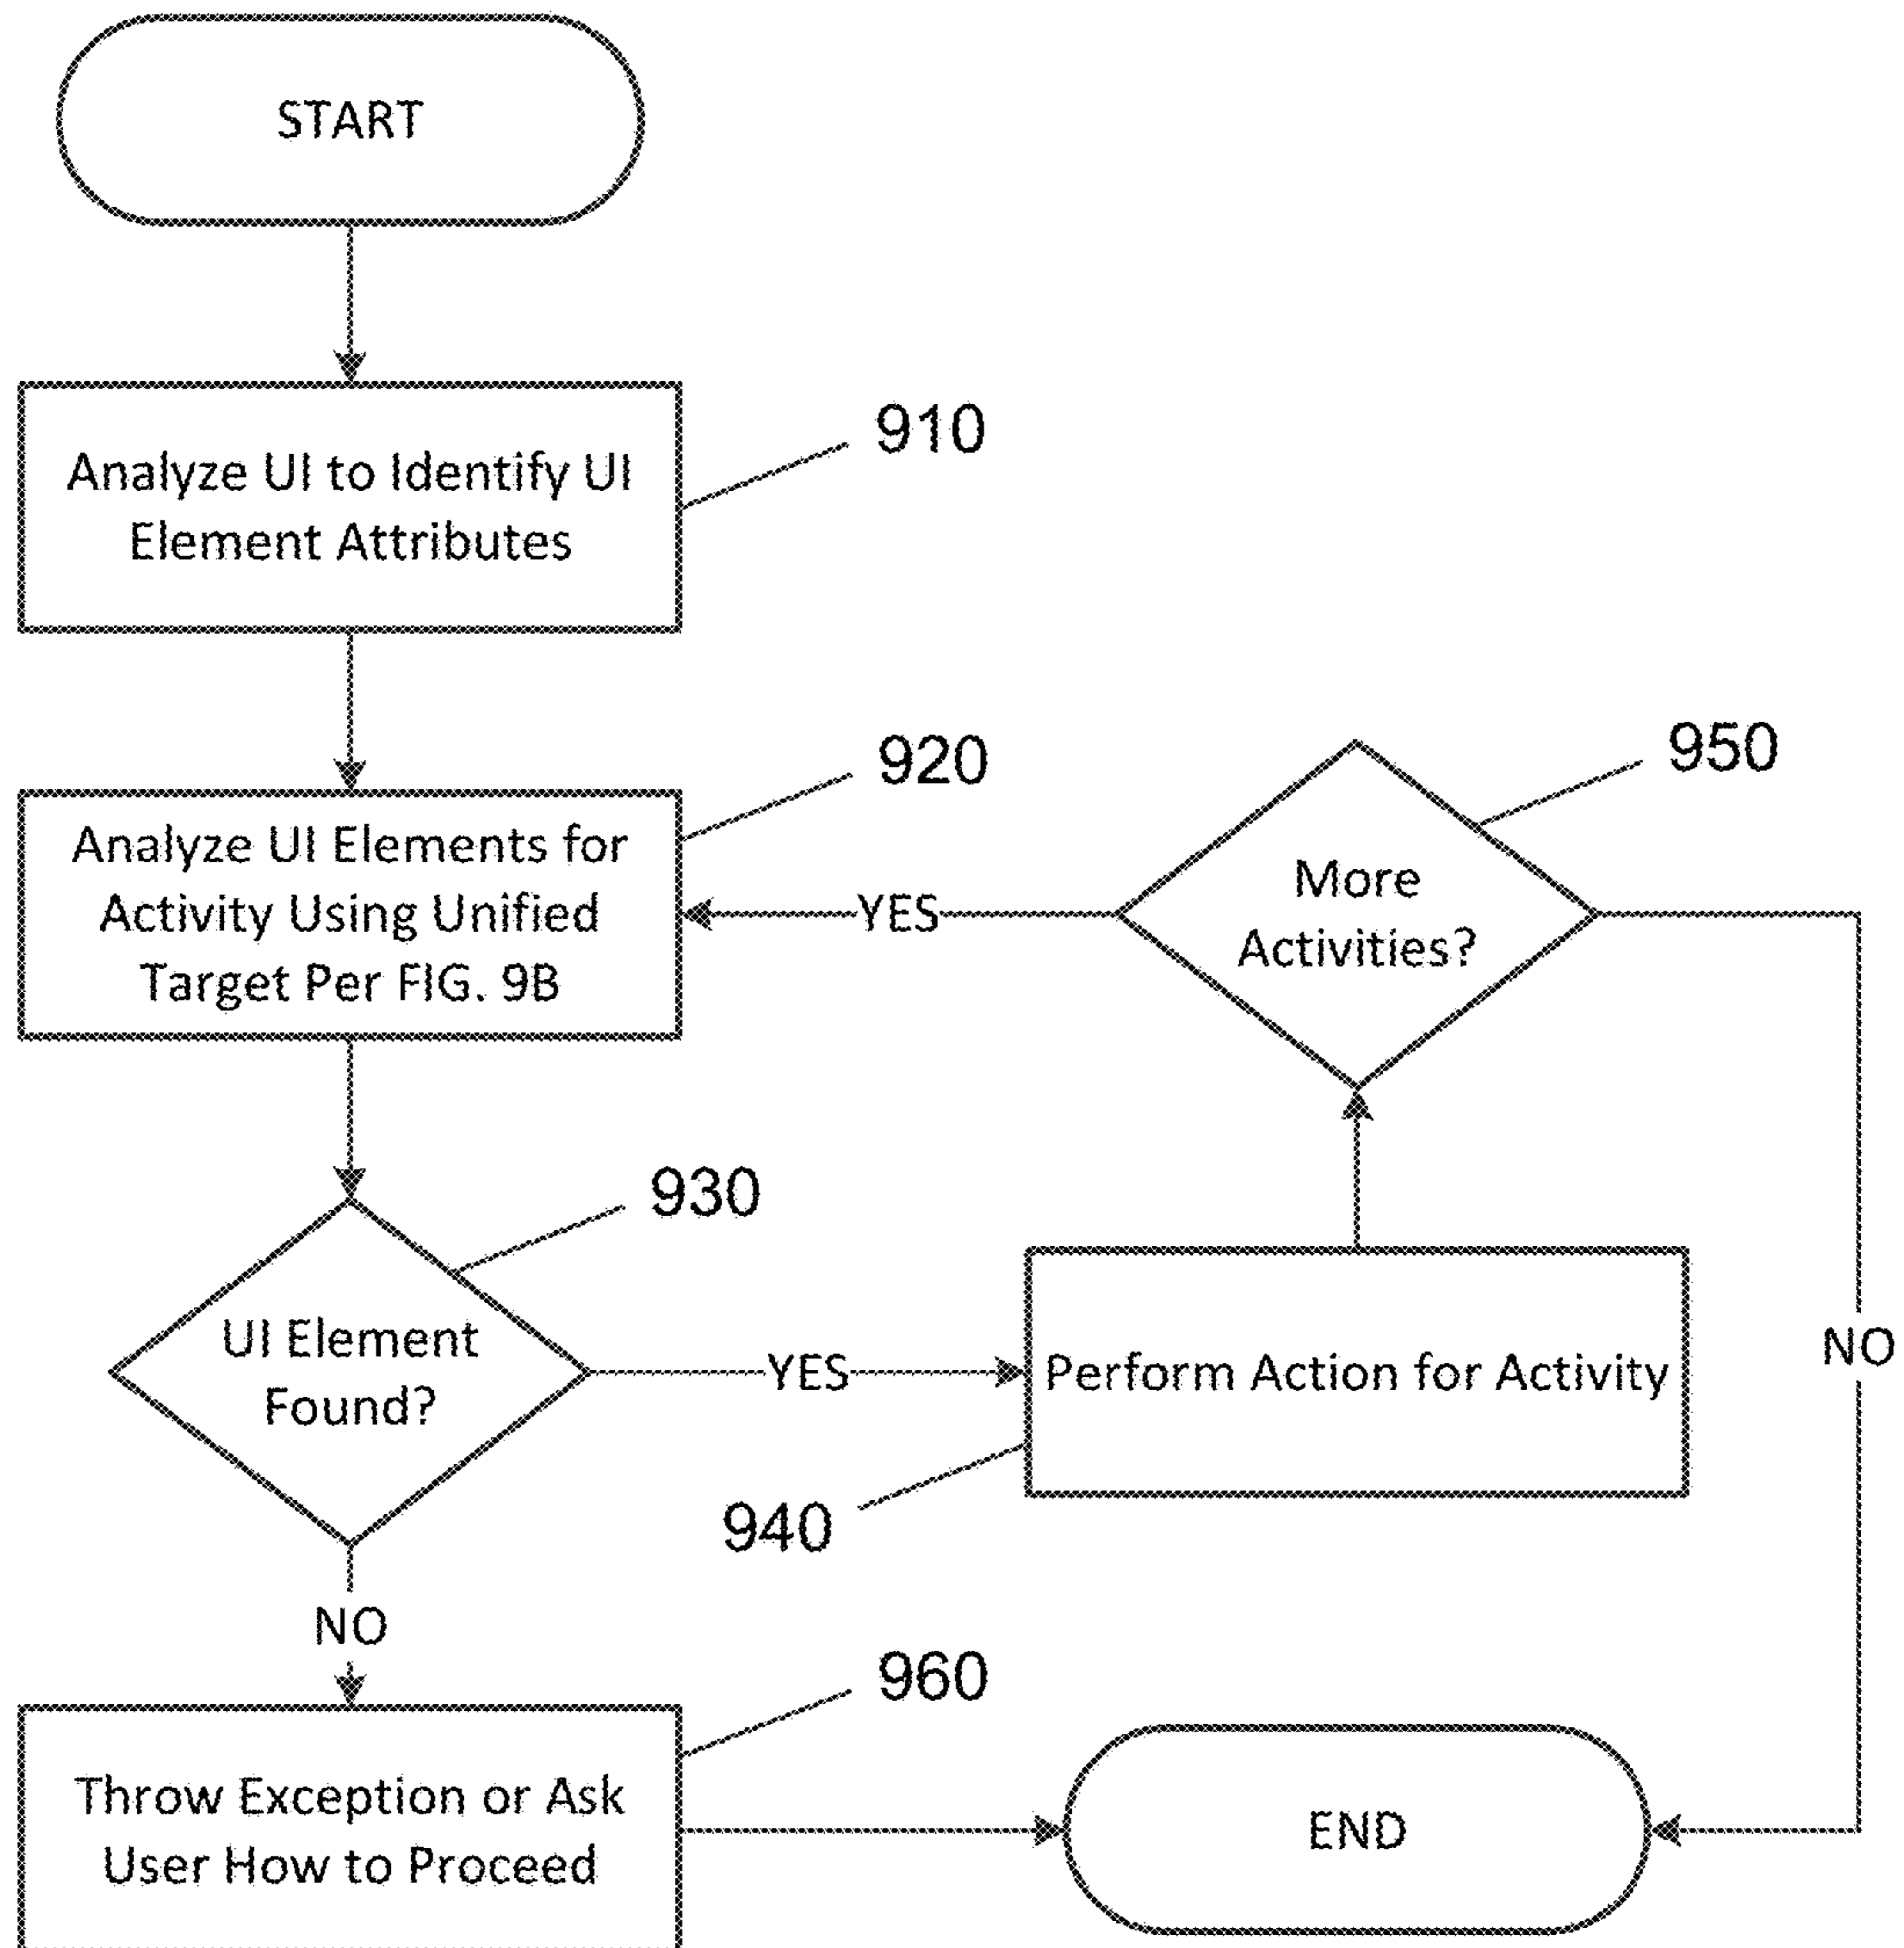 START
910
Analyze UI to Identify UI
Element Attributes
920
950
Analyze UI Elements for
Activity Using Unified
Target Per FIG. 9B
YES
More
Activities?
930
UI Element
Found?
YES
Perform Action for Activity
NO
940
NO
960
Throw Exception or Ask
User How to Proceed
END